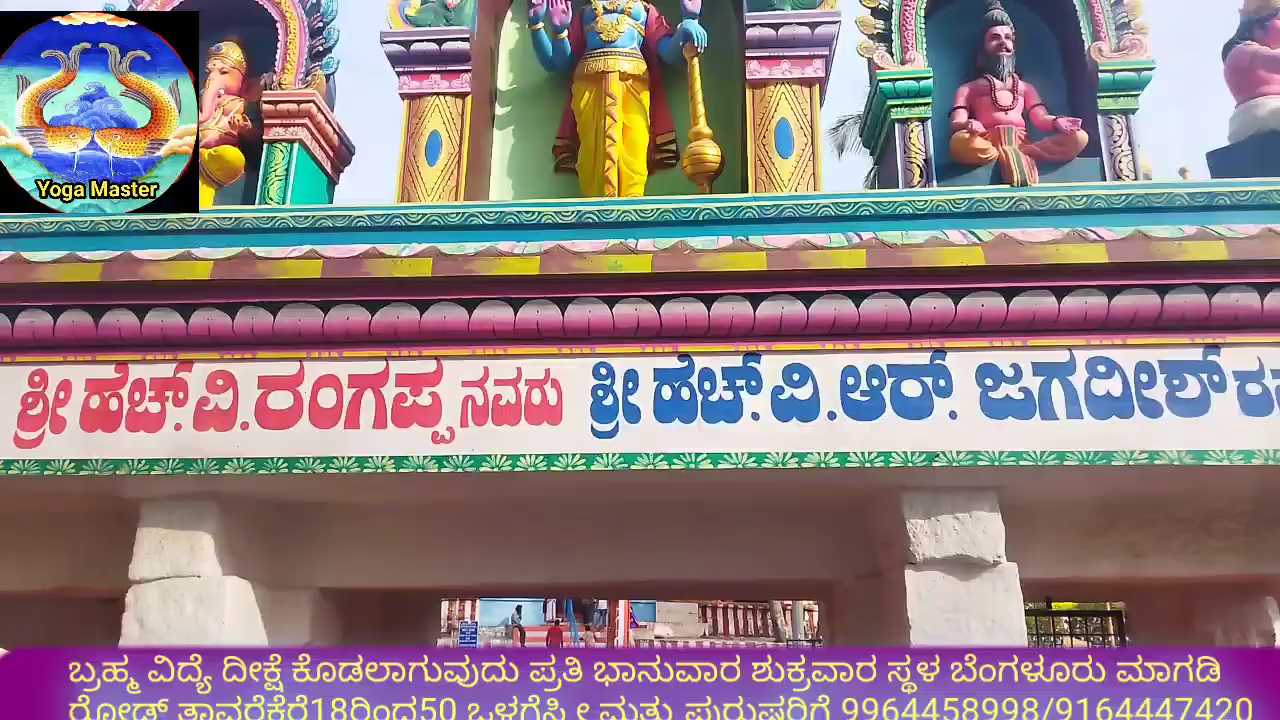 Yoga Master
ಶ್ರೀ ಹೆಚ್.ವಿ.ರಂಗಪ್ಪನವರು ಶ್ರೀ ಹೆಚ್.ವಿ.ಆರ್. ಜಗದೀಶ್
ಬ್ರಹ್ಮ ವಿದ್ಯೆ ದೀಕ್ಷೆ ಕೊಡಲಾಗುವುದು ಪ್ರತಿ ಭಾನುವಾರ ಶುಕ್ರವಾರ ಸ್ಥಳ ಬೆಂಗಳೂರು ಮಾಗಡಿ
ರೋಡ್ ತಾವರೆಕೆರೆ18ರಿಂದ50 ಒಳಗೆಸ್ತ್ರೀ ಮತ್ತು ಪುರುಷರಿಗೆ 9964458998/9164447420